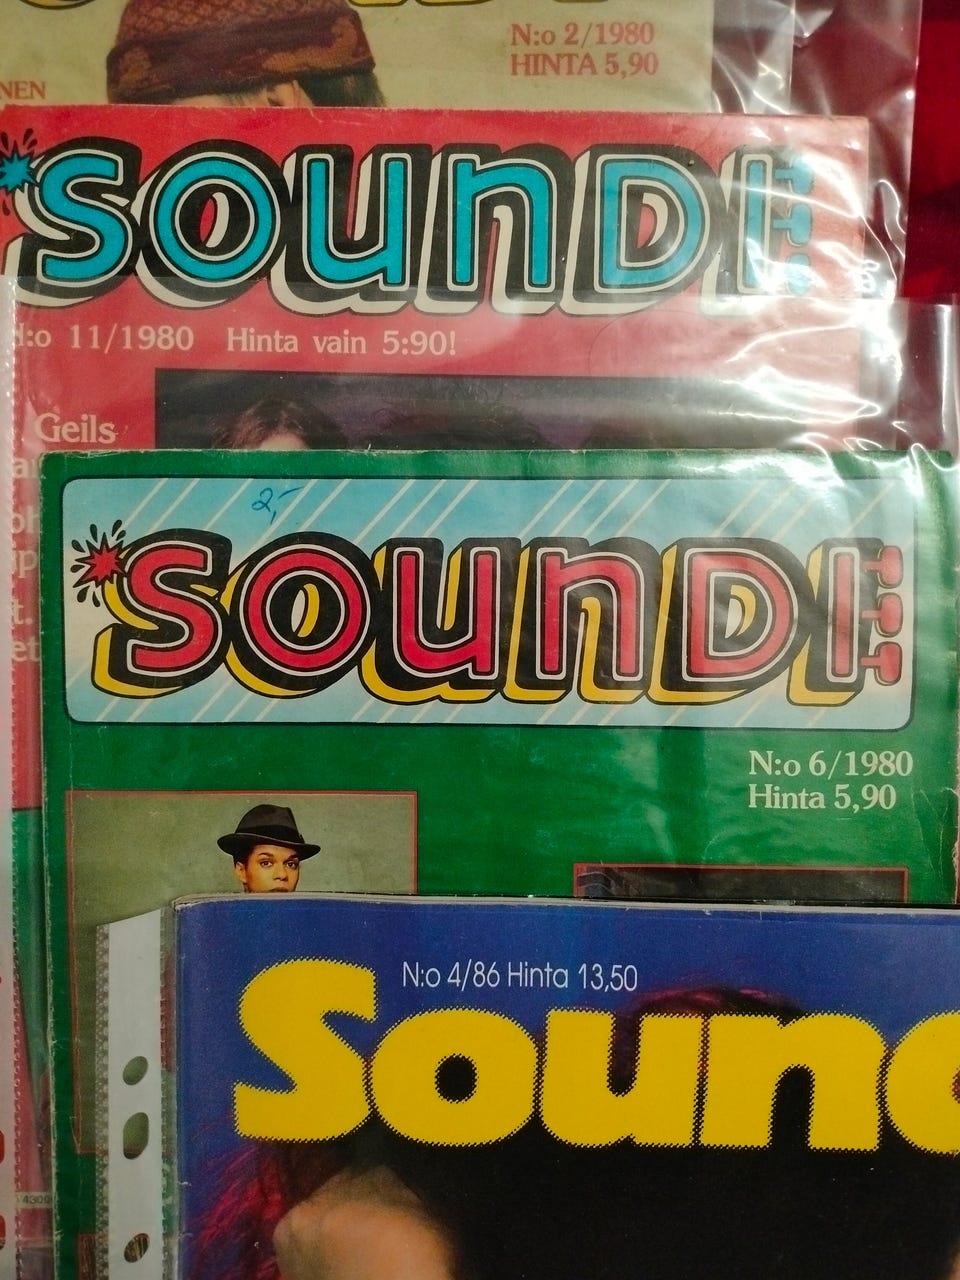 N:o 2/1980
HINTA 5,90
NEN
SOUNDI
N:o 11/1980 Hinta vain 5:90!
Geils
2,-
SOUNDI
N:o 6/1980
Hinta 5,90
N:o 4/86 Hinta 13,50
Soun